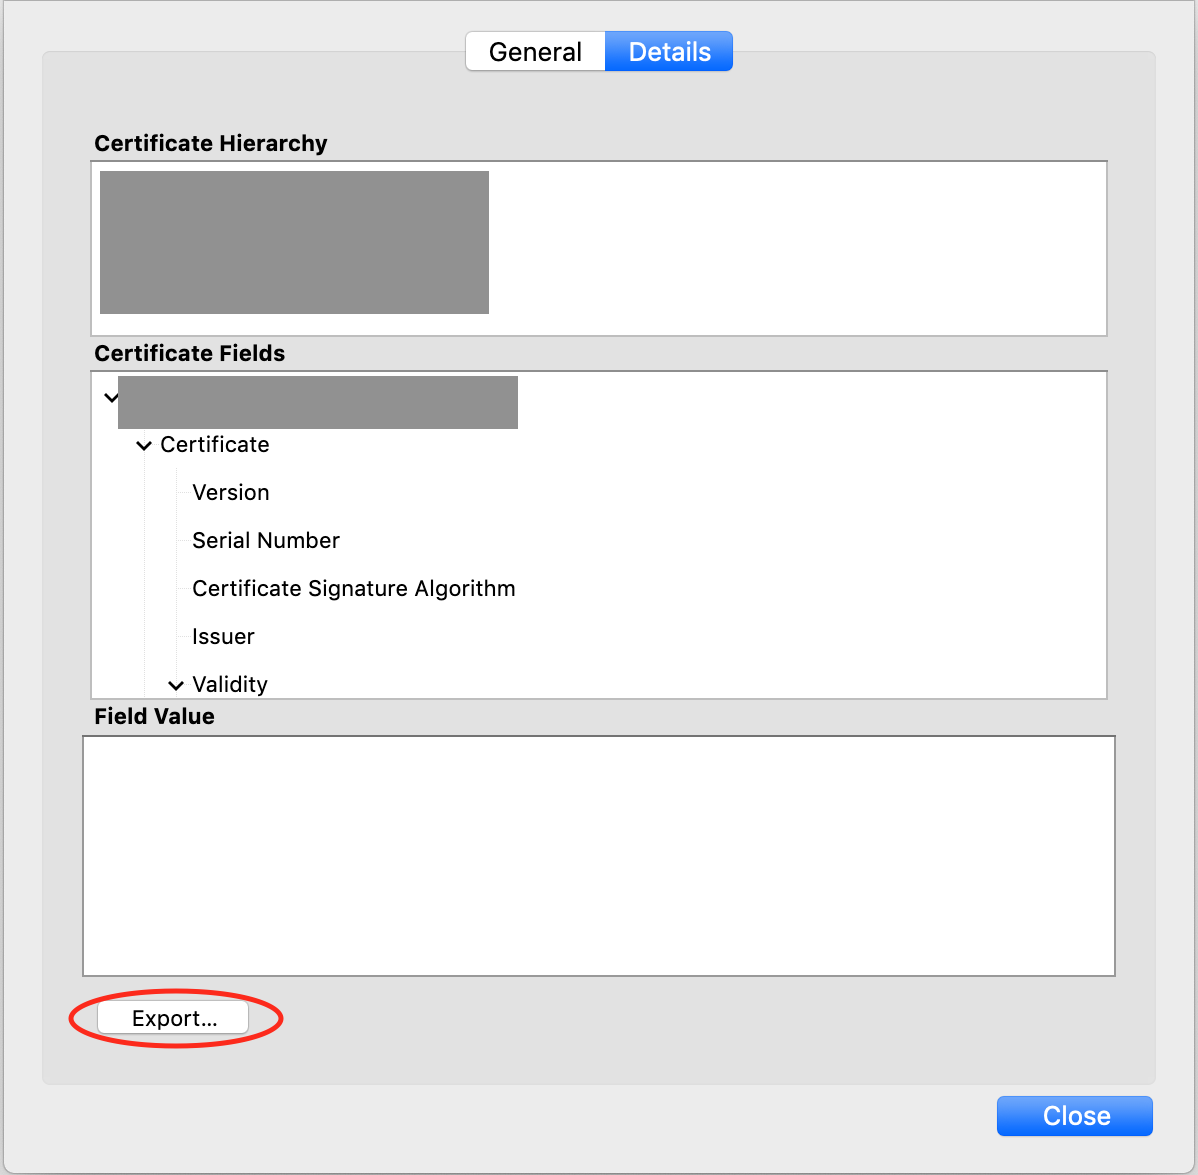 General Details
Certificate Hierarchy
Certificate Fields
Certificate
Version
Serial Number
Certificate Signature Algorithm
Issuer
Validity
Field Value
Export...
Close